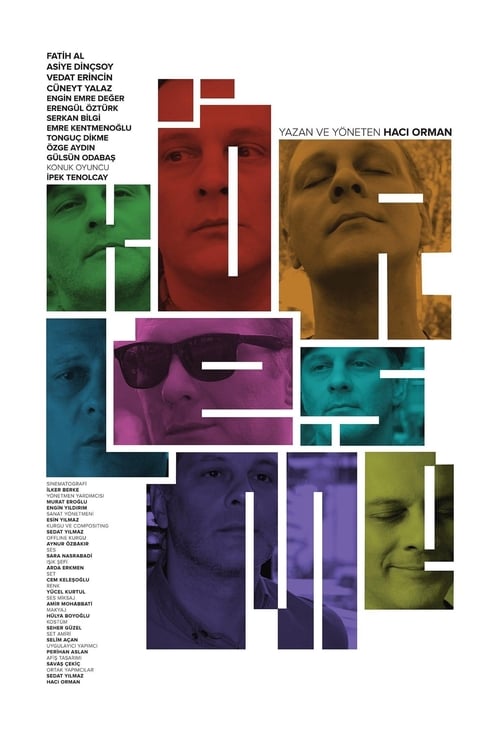 FATİH AL
ASİYE DİNÇSOY
VEDAT ERİNCİN
CÜNEYT YALAZ
ENGİN EMRE DEĞER
ERENGÜL ÖZTÜRK
SERKAN BİLGİ
EMRE KENTMENOĞLU
TONGUÇ DİKME
ÖZGE AYDIN
GÜLSÜN ODABAŞ
KONUK OYUNCU
İPEK TENOLCAY
YAZAN VE YÖNETEN HACI ORMAN
KÖR
LEŞ
ME
SİNEMATOGRAFİ
İLKER BERKE
YÖNETMEN YARDIMCISI
MURAT EROĞLU
ENGİN YILDIRIM
SANAT YÖNETMENİ
ESİN YILMAZ
KURGU VE COMPOSITING
SEDAT YILMAZ
OFFLINE KURGU
AYNUR ÖZBAKIR
SES
SARA NASRABADİ
IŞIK ŞEFİ
ARDA ERKMEN
SET
CEM KELEŞOĞLU
RENK
YÜCEL KURTUL
SES MİKSAJ
AMİR MOHABBATİ
MAKYAJ
HÜLYA BOYOĞLU
KOSTÜM
SEHER GÜZEL
SET AMİRİ
SELİM AÇAN
UYGULAYICI YAPIMCI
PERİHAN ASLAN
AFİŞ TASARIMI
SAVAŞ ÇEKİÇ
ORTAK YAPIMCILAR
SEDAT YILMAZ
HACI ORMAN